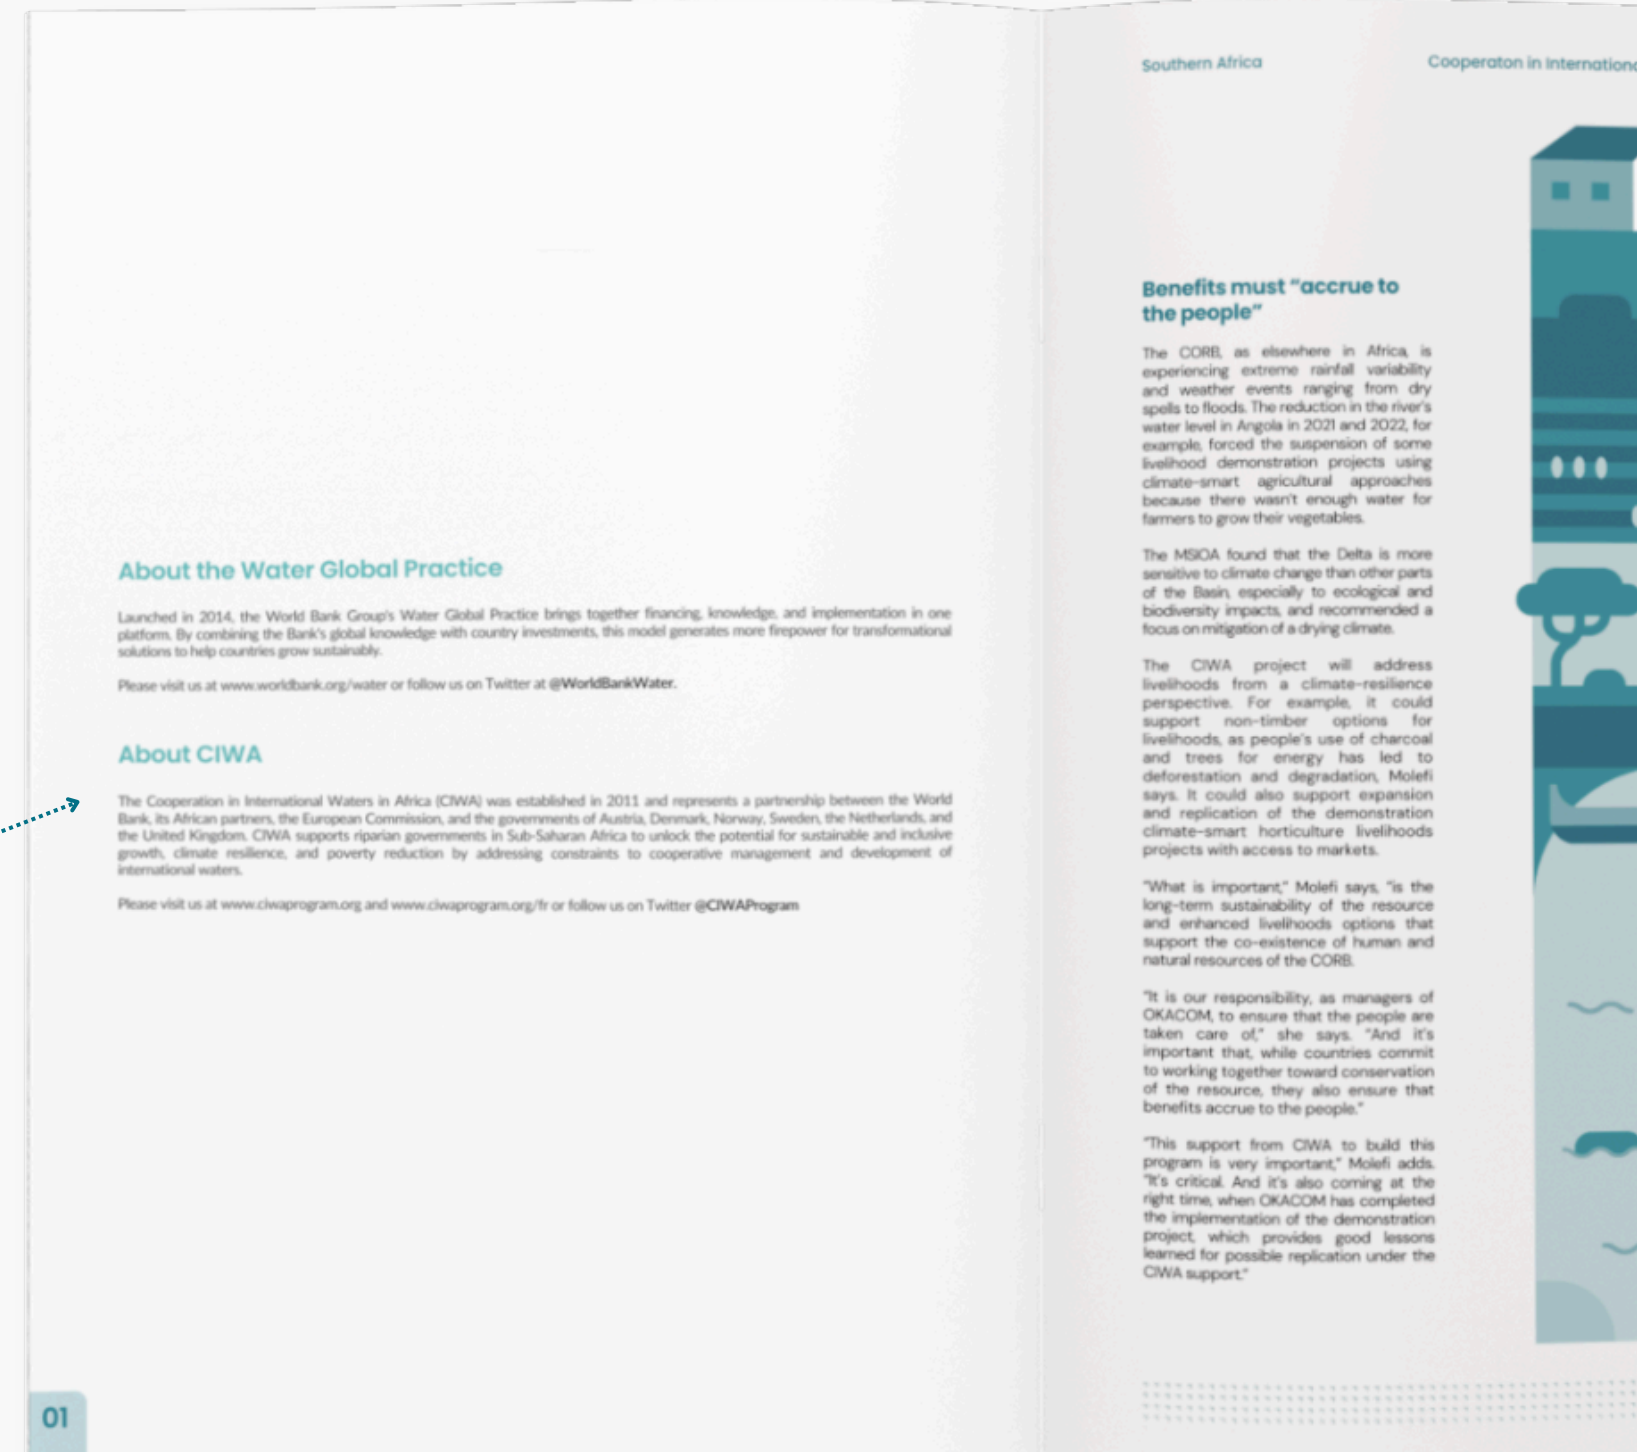 About the Water Global Practice
Launched in 2014, the World Bank Group's Water Global Practice brings together financing, knowledge, and implementation in one
platform. By combining the Bank's global knowledge with country investments, this model generates more firepower for transformational
solutions to help countries grow sustainably.
Please visit us at www.worldbank.org/water or follow us on Twitter at @WorldBankWater.
About CIWA
The Cooperation in International Waters in Africa (CIWA) was established in 2011 and represents a partnership between the World
Bank, its African partners, the European Commission, and the governments of Austria, Denmark, Norway, Sweden, the Netherlands, and
the United Kingdom. CIWA supports riparian governments in Sub-Saharan Africa to unlock the potential for sustainable and inclusive
growth, climate resilience, and poverty reduction by addressing constraints to cooperative management and development of
international waters.
Please visit us at www.ciwaprogram.org and www.ciwaprogram.org/fr or follow us on Twitter @CIWAProgram
01
Southern Africa
Cooperaton in Internationa
Benefits must “accrue to
the people”
The CORB, as elsewhere in Africa, is
experiencing extreme rainfall variability
and weather events ranging from dry
spells to floods. The reduction in the river's
water level in Angola in 2021 and 2022, for
example, forced the suspension of some
livelihood demonstration projects using
climate-smart agricultural approaches
because there wasn't enough water for
farmers to grow their vegetables.
The MSIOA found that the Delta is more
sensitive to climate change than other parts
of the Basin, especially to ecological and
biodiversity impacts, and recommended a
focus on mitigation of a drying climate.
The CIWA project will address
livelihoods from a climate-resilience
perspective. For example, it could
support non-timber options for
livelihoods, as people's use of charcoal
and trees for energy has led to
deforestation and degradation, Molefi
says. It could also support expansion
and replication of the demonstration
climate-smart horticulture livelihoods
projects with access to markets.
“What is important,” Molefi says, “is the
long-term sustainability of the resource
and enhanced livelihoods options that
support the co-existence of human and
natural resources of the CORB.
“It is our responsibility, as managers of
OKACOM, to ensure that the people are
taken care of,” she says. “And it's
important that, while countries commit
to working together toward conservation
of the resource, they also ensure that
benefits accrue to the people.”
“This support from CIWA to build this
program is very important,” Molefi adds.
“It's critical. And it's also coming at the
right time, when OKACOM has completed
the implementation of the demonstration
project, which provides good lessons
learned for possible replication under the
CIWA support.”